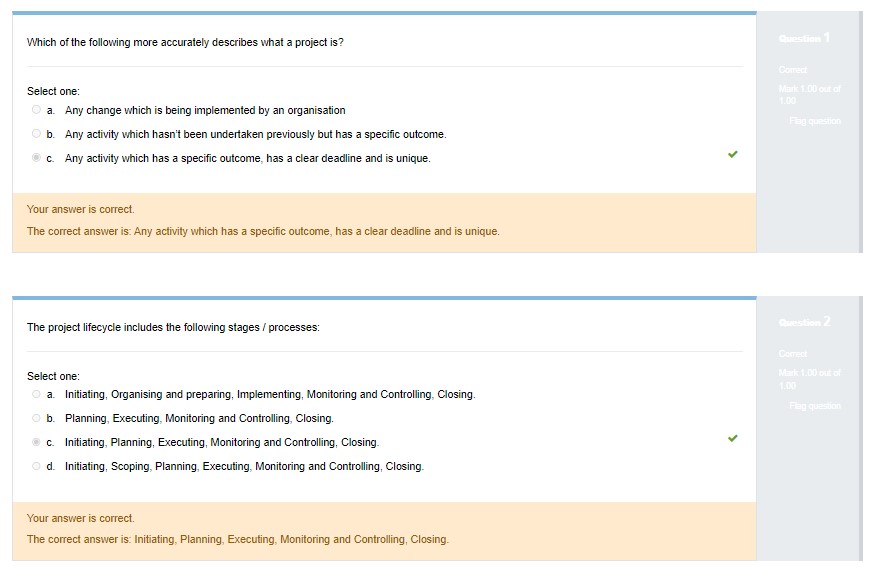 Which of the following more accurately describes what a project is?
Select one:
a. Any change which is being implemented by an organisation
b. Any activity which hasn't been undertaken previously but has a specific outcome.
c. Any activity which has a specific outcome, has a clear deadline and is unique.
Your answer is correct.
The correct answer is: Any activity which has a specific outcome, has a clear deadline and is unique.
Question 1
Correct
Mark 1.00 out of
1.00
Flag question
The project lifecycle includes the following stages / processes:
Select one:
a. Initiating, Organising and preparing, Implementing, Monitoring and Controlling, Closing.
b. Planning, Executing, Monitoring and Controlling, Closing.
c. Initiating, Planning, Executing, Monitoring and Controlling, Closing.
d. Initiating, Scoping, Planning, Executing, Monitoring and Controlling, Closing.
Your answer is correct.
The correct answer is: Initiating, Planning, Executing, Monitoring and Controlling, Closing.
Question 2
Correct
Mark 1.00 out of
1.00
Flag question